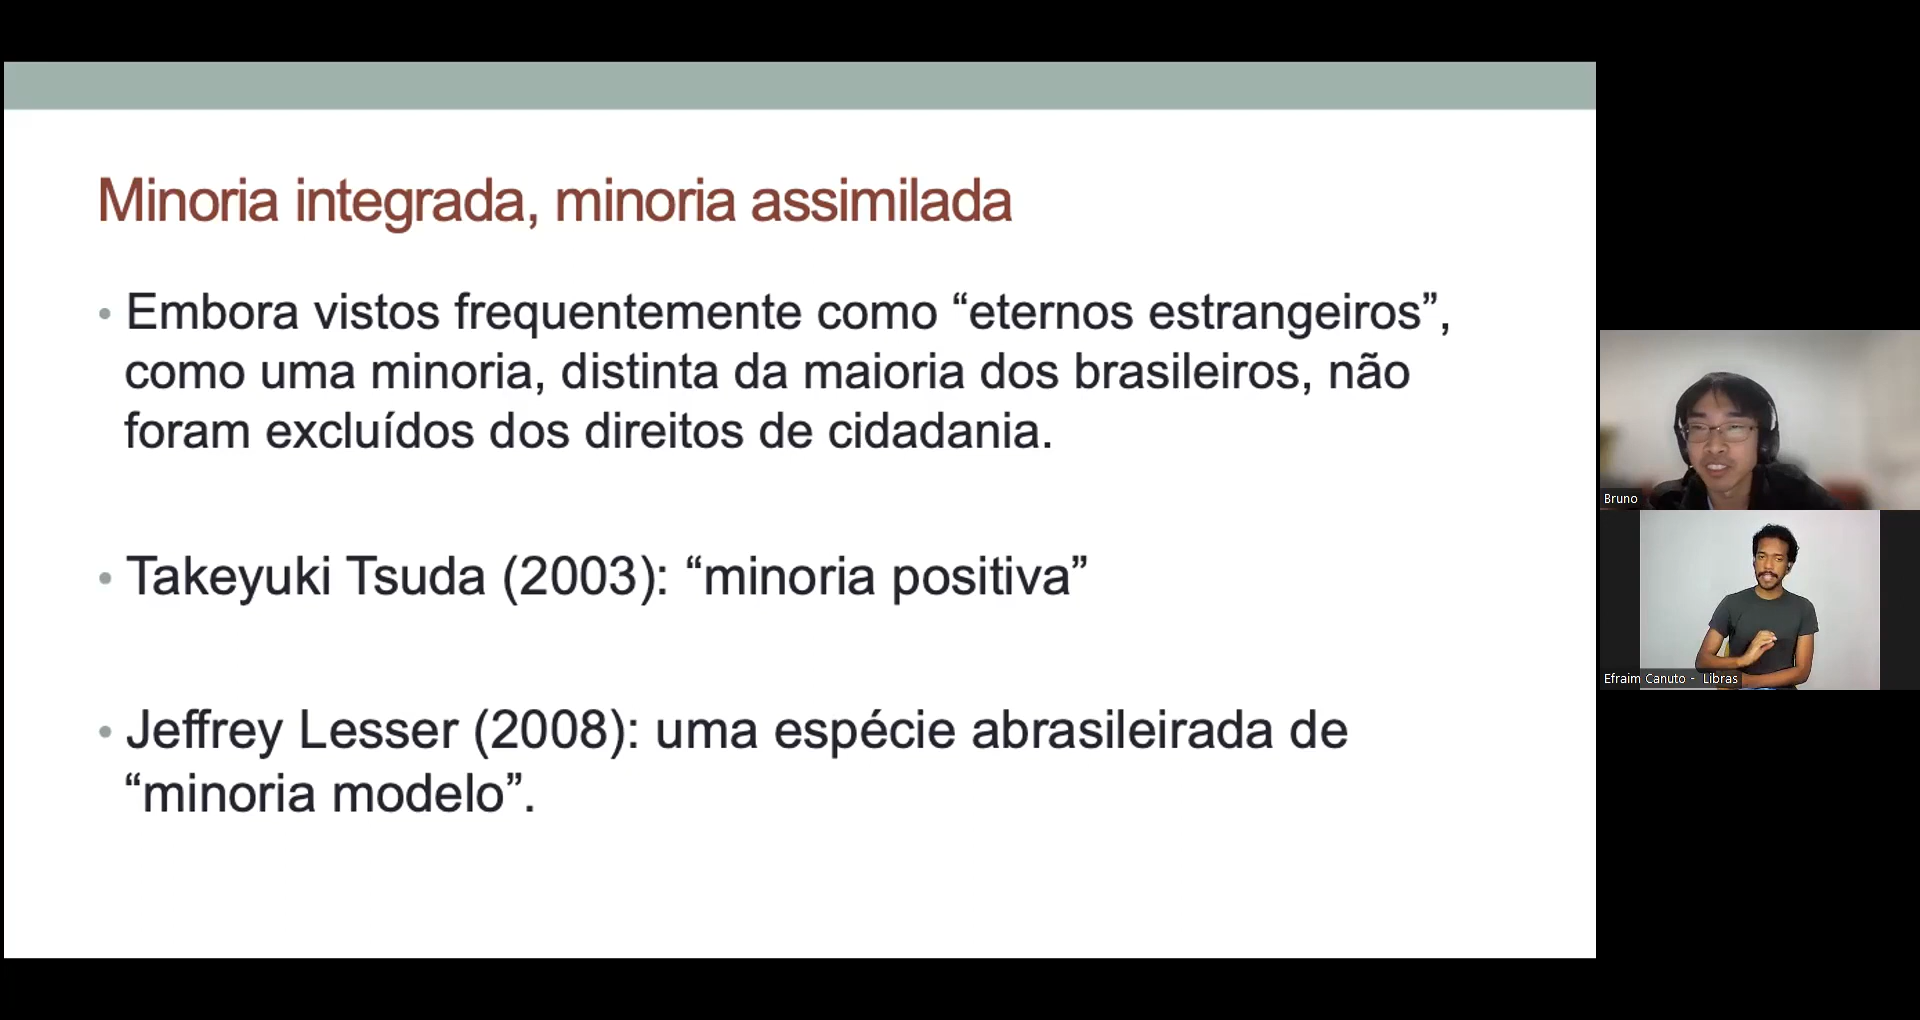 Minoria integrada, minoria assimilada
• Embora vistos frequentemente como “eternos estrangeiros”,
como uma minoria, distinta da maioria dos brasileiros, não
foram excluídos dos direitos de cidadania.
• Takeyuki Tsuda (2003): “minoria positiva”
• Jeffrey Lesser (2008): uma espécie abrasileirada de
“minoria modelo”.
Bruno
Efraim Canuto - Libras